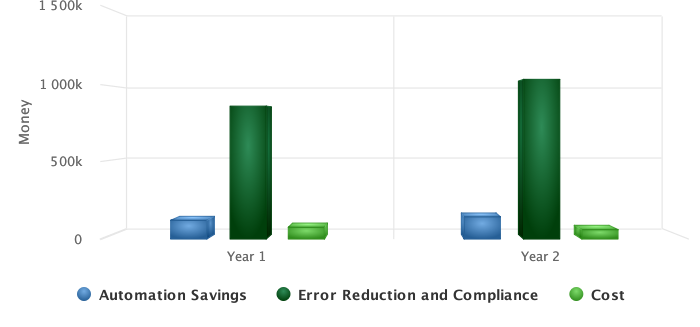 1 500k
1 000k
500k
0
Money
Year 1
Year 2
Automation Savings
Error Reduction and Compliance
Cost